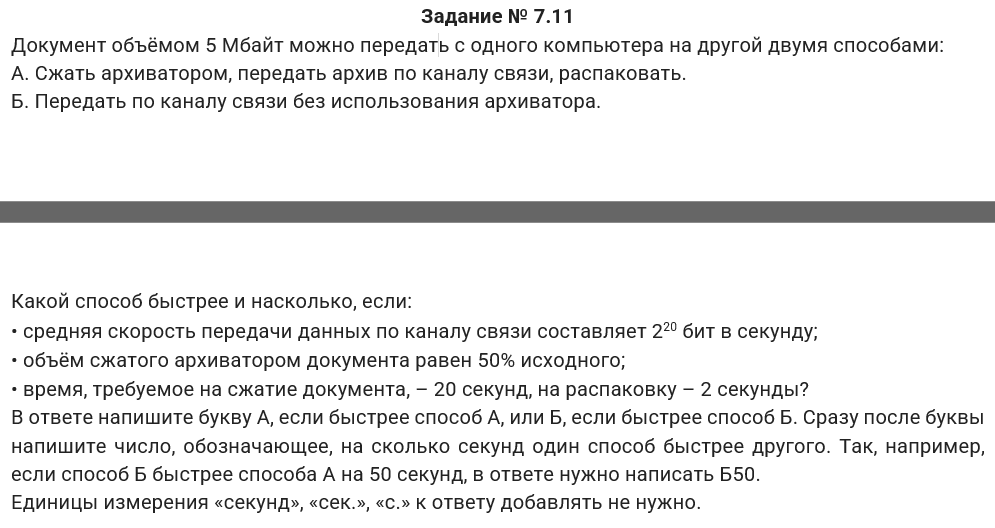 Задание № 7.11
Документ объёмом 5 Мбайт можно передать с одного компьютера на другой двумя способами:
А. Сжать архиватором, передать архив по каналу связи, распаковать.
Б. Передать по каналу связи без использования архиватора.
Какой способ быстрее и насколько, если:
• средняя скорость передачи данных по каналу связи составляет 2²⁰ бит в секунду;
• объём сжатого архиватором документа равен 50% исходного;
• время, требуемое на сжатие документа, – 20 секунд, на распаковку – 2 секунды?
В ответе напишите букву А, если быстрее способ А, или Б, если быстрее способ Б. Сразу после буквы
напишите число, обозначающее, на сколько секунд один способ быстрее другого. Так, например,
если способ Б быстрее способа А на 50 секунд, в ответе нужно написать Б50.
Единицы измерения «секунд», «сек.», «с.» к ответу добавлять не нужно.